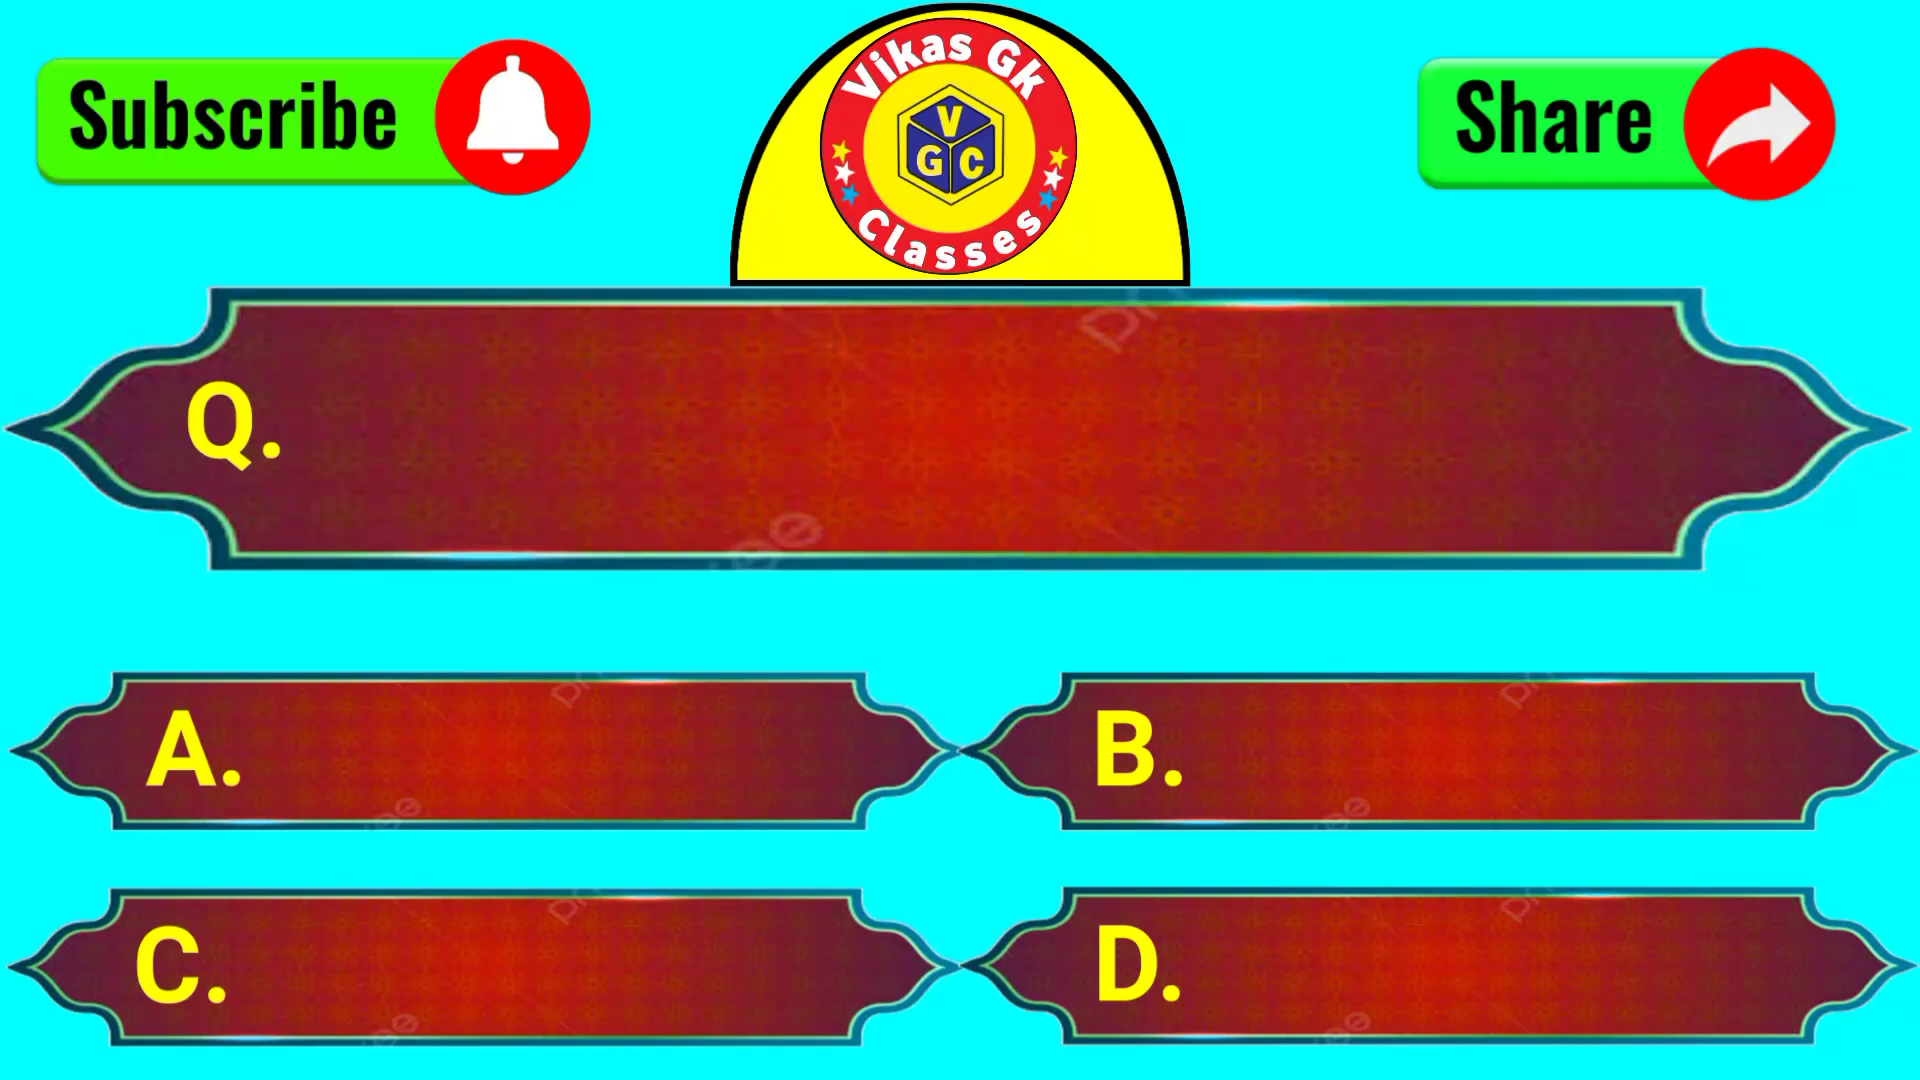 Subscribe
Vikas Gk
V
G C
Classes
Share
Q.
A.
B.
C.
D.